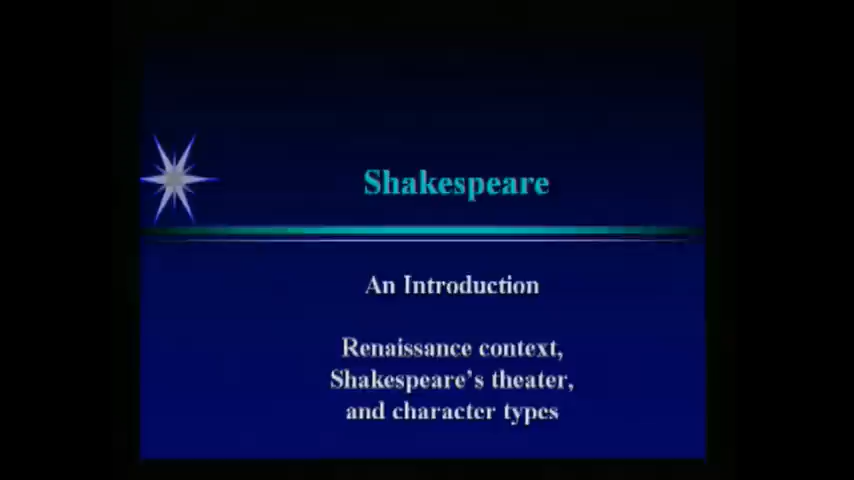 Shakespeare
An Introduction
Renaissance context,
Shakespeare's theater,
and character types